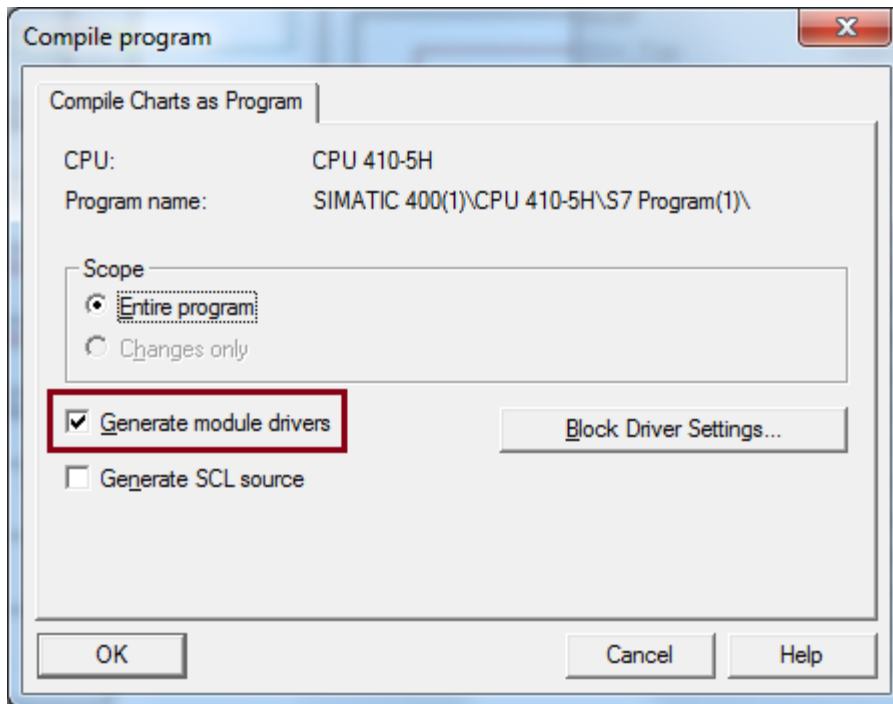 Compile program
Compile Charts as Program
CPU: CPU 410-5H
Program name: SIMATIC 400(1)\CPU 410-5H\S7 Program(1)\
Scope
Entire program
Changes only
Generate module drivers
Block Driver Settings...
Generate SCL source
OK Cancel Help